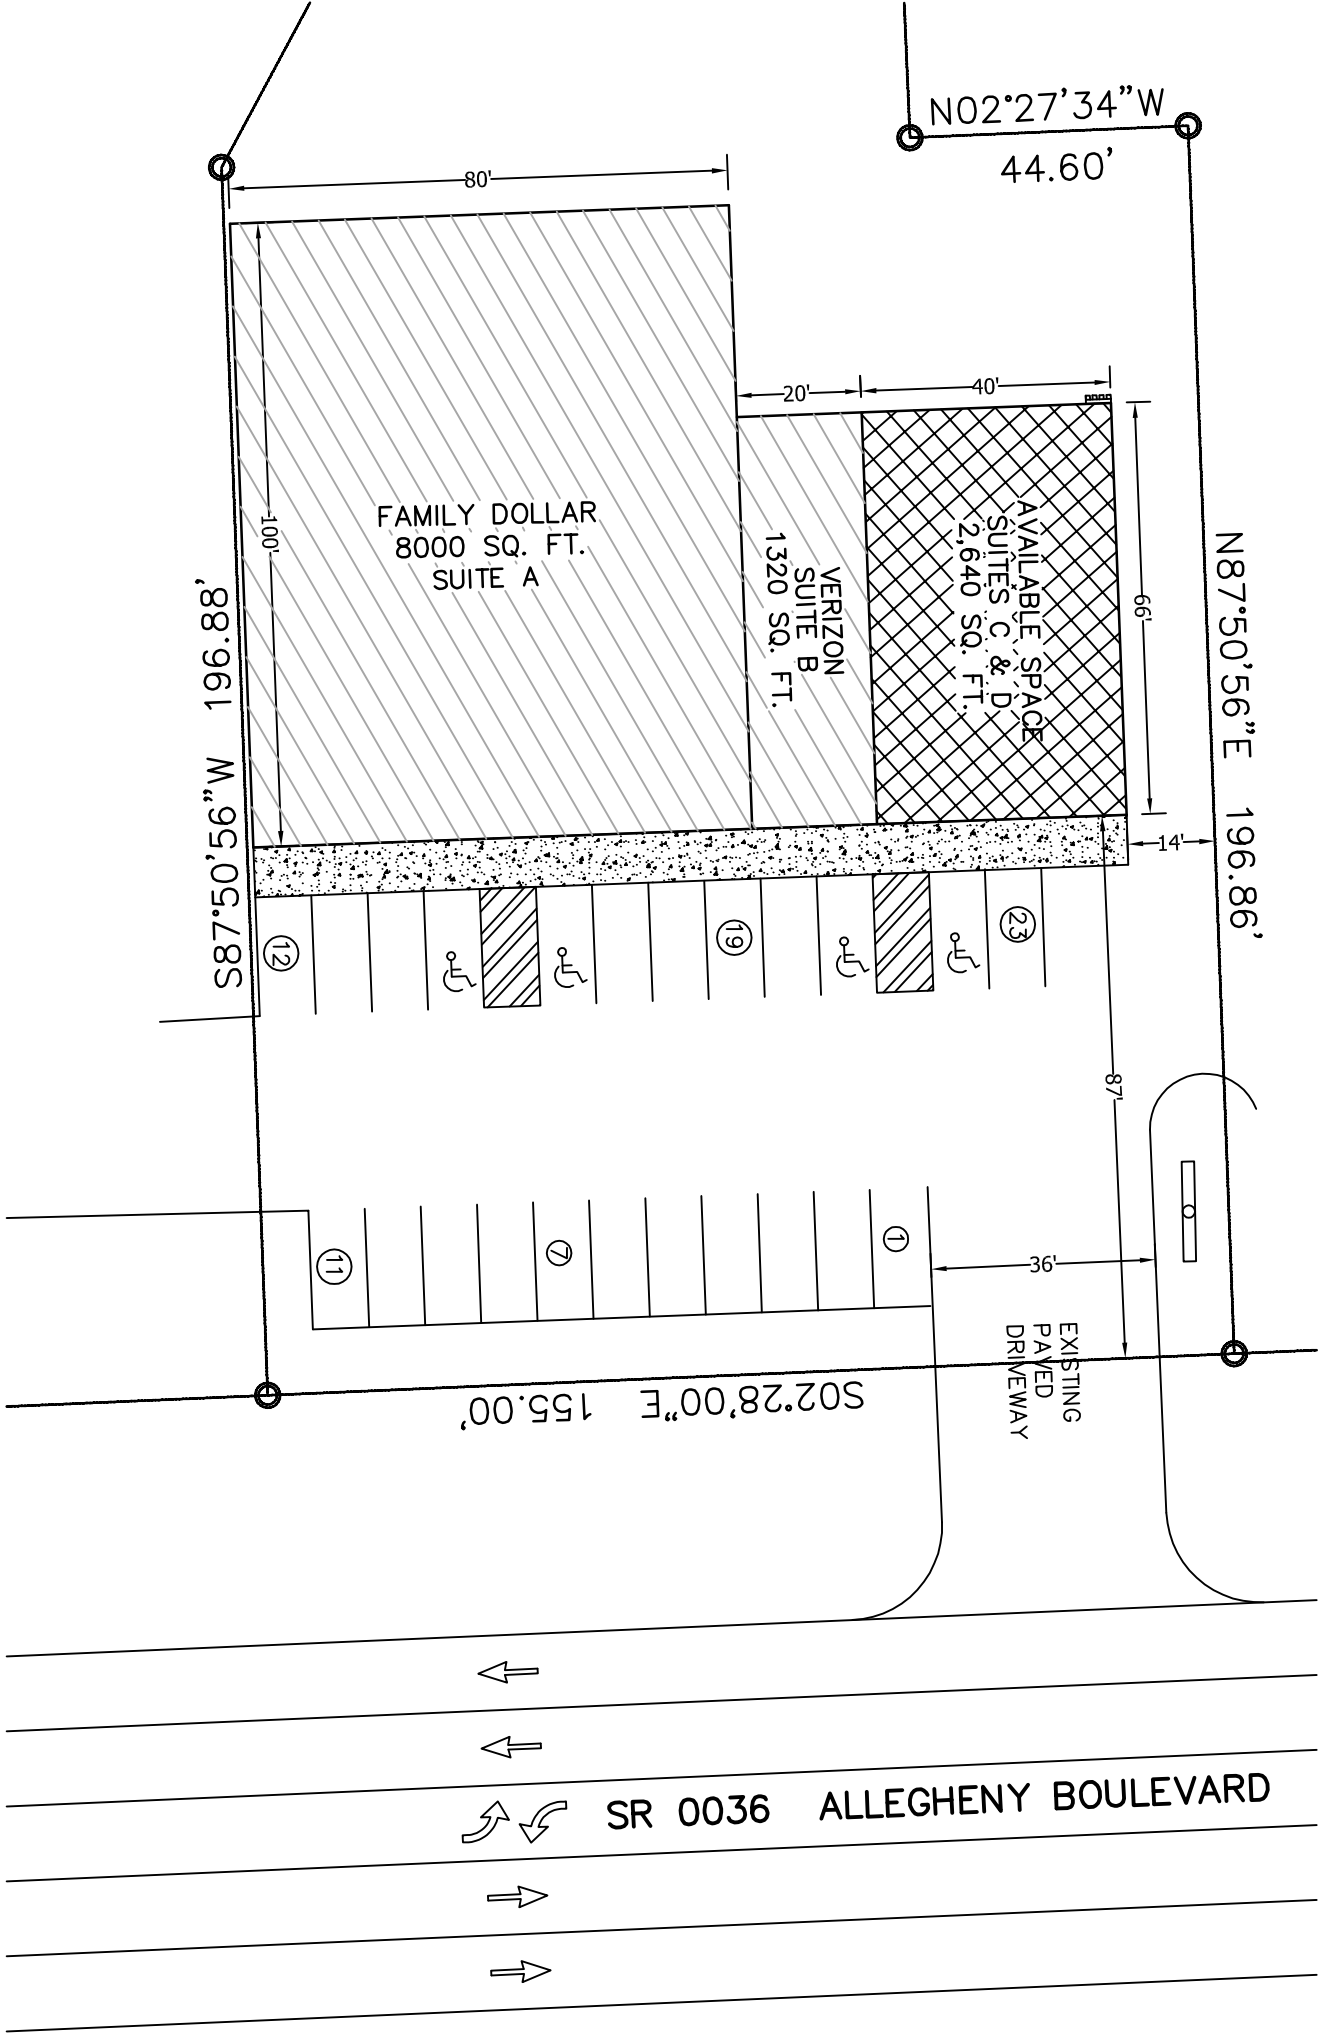 N02°27'34"W
44.60'
80'
20'
40'
100'
FAMILY DOLLAR
8000 SQ. FT.
SUITE A
VERIZON
SUITE B
1320 SQ. FT.
AVAILABLE SPACE
SUITES C & D
2,640 SQ. FT.
66'
N87°50'56"E 196.86'
S87°50'56"W 196.88'
14'
12
19
23
87'
11
7
1
36'
EXISTING
PAVED
DRIVEWAY
S02°28'00"E 155.00'
SR 0036 ALLEGHENY BOULEVARD